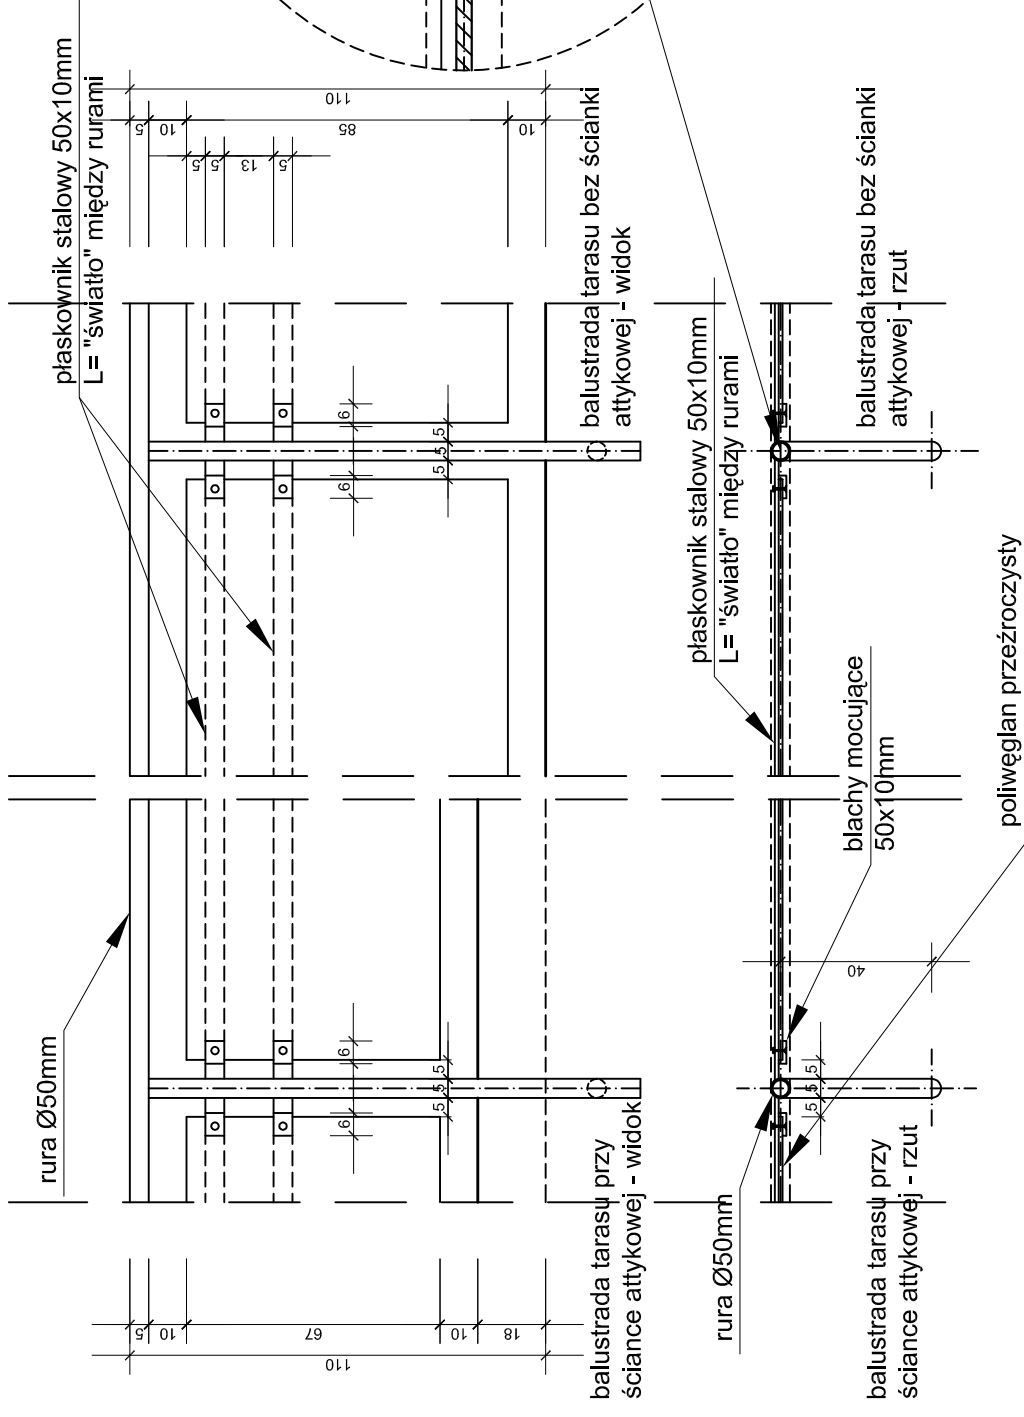 płaskownik stalowy 50x10mm
L= "światło" między rurami
rura Ø50mm
110
5
10
85
10
5
5
13
5
6
6
5
5
5
balustrada tarasu bez ścianki
attykowej - widok
6
6
5
5
5
110
5
10
67
10
18
balustrada tarasu przy
ściance attykowej - widok
płaskownik stalowy 50x10mm
L= "światło" między rurami
balustrada tarasu bez ścianki
attykowej - rzut
blachy mocujące
50x10mm
40
5
5
5
rura Ø50mm
balustrada tarasu przy
ściance attykowej - rzut
poliwęglan przeźroczysty